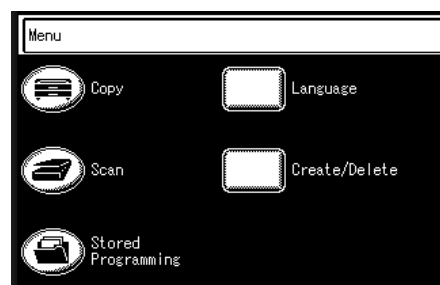 Menu
Copy
Language
Scan
Create/Delete
Stored
Programming